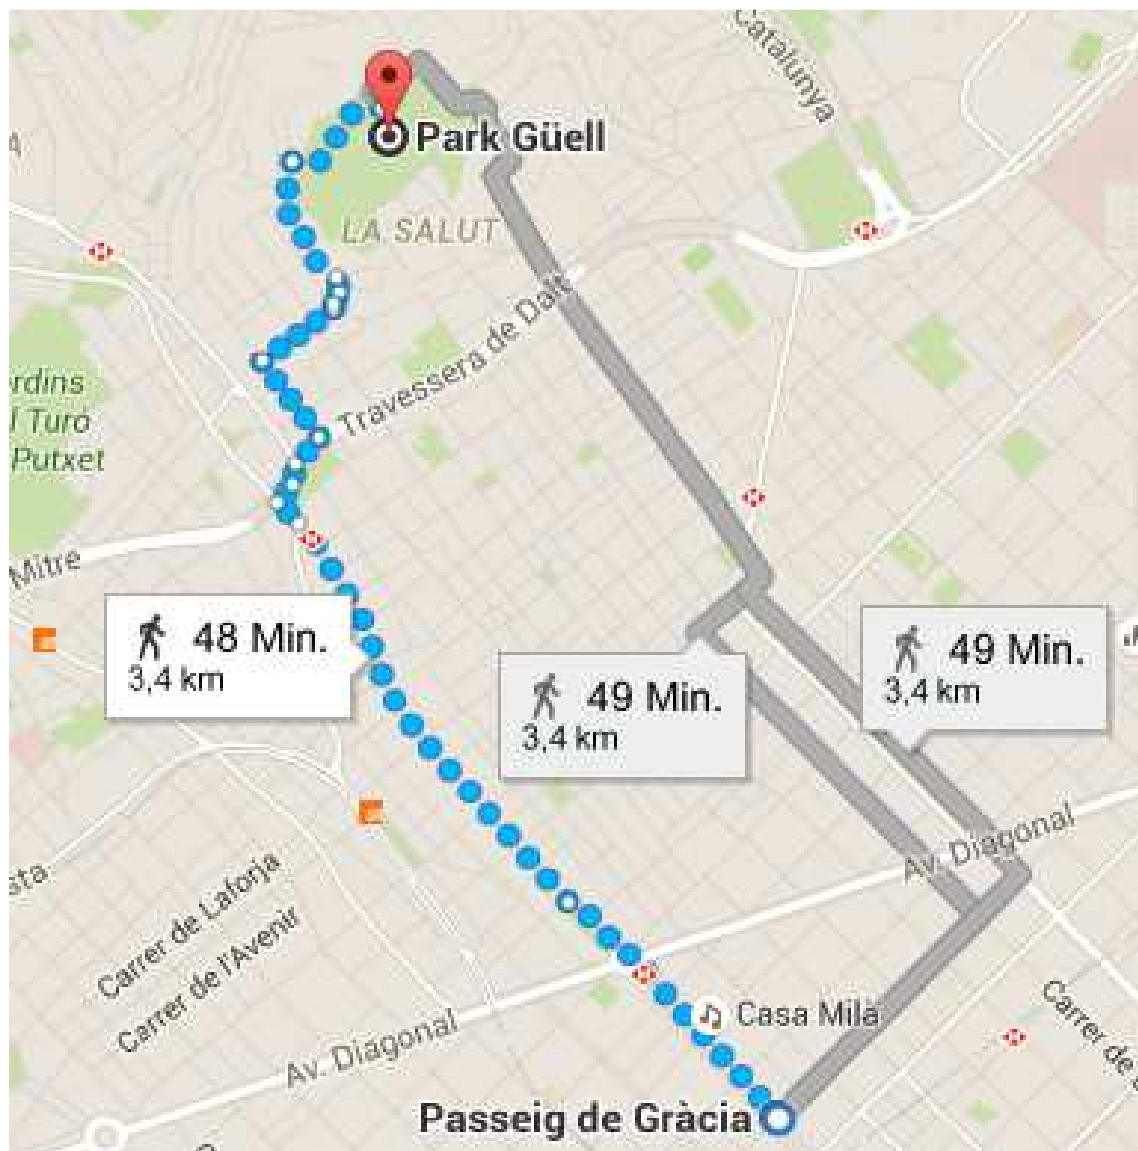 Catalunya
Park Güell
LA SALUT
Travessera de Dalt
rdins
l Turó
Putxet
Mitre
48 Min.
3,4 km
49 Min.
3,4 km
49 Min.
3,4 km
Av. Diagonal
sta
Carrer de Laforja
Carrer de l'Avenir
Casa Milà
Carrer de
Av. Diagonal
Passeig de Gràcia